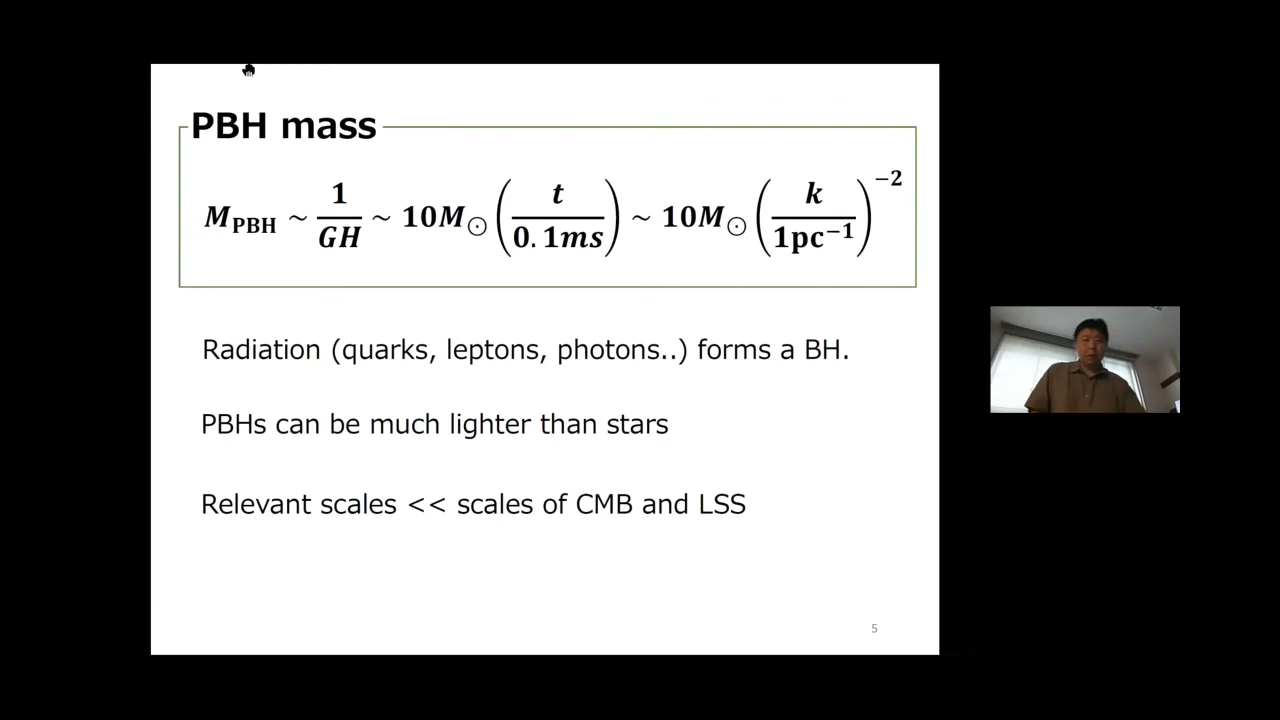 PBH mass
M_PBH ~ 1/GH ~ 10M_⊙ (t/0.1ms) ~ 10M_⊙ (k/1pc^−1)^−2
Radiation (quarks, leptons, photons..) forms a BH.
PBHs can be much lighter than stars
Relevant scales << scales of CMB and LSS
5